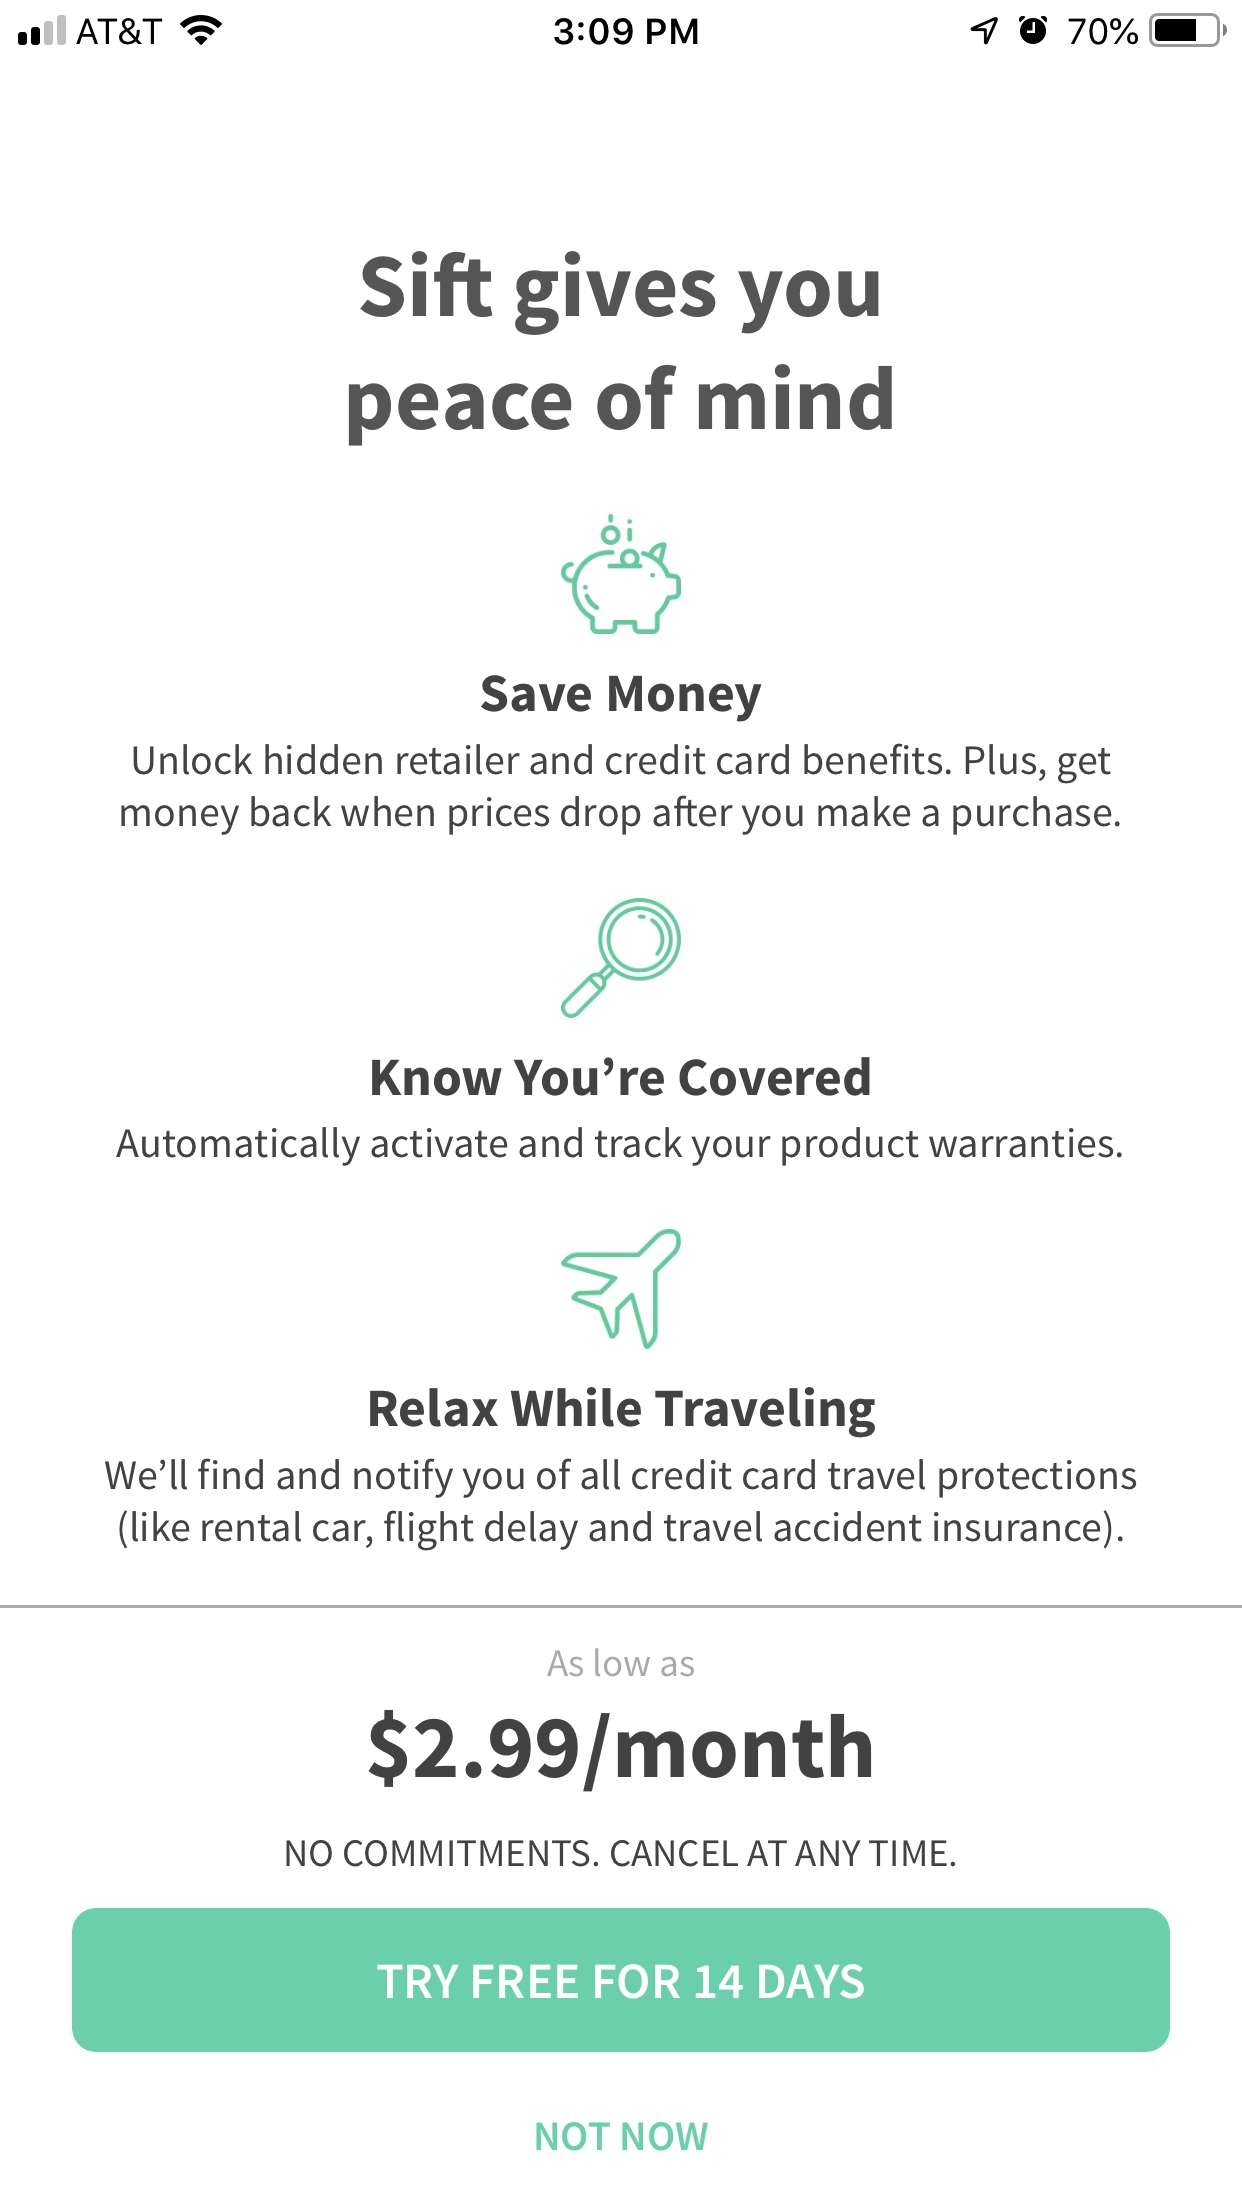 AT&T 3:09 PM 70%
Sift gives you
peace of mind
Save Money
Unlock hidden retailer and credit card benefits. Plus, get
money back when prices drop after you make a purchase.
Know You’re Covered
Automatically activate and track your product warranties.
Relax While Traveling
We’ll find and notify you of all credit card travel protections
(like rental car, flight delay and travel accident insurance).
As low as
$2.99/month
NO COMMITMENTS. CANCEL AT ANY TIME.
TRY FREE FOR 14 DAYS
NOT NOW